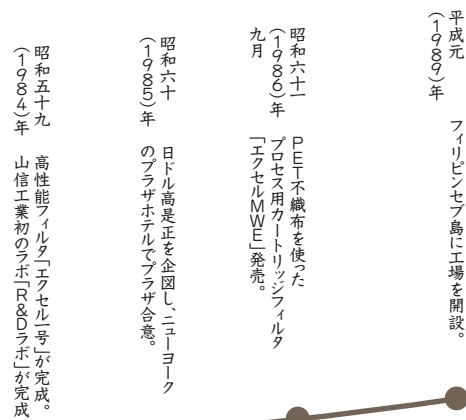 平成元
(1989)年
フィリピンセブ島に工場を開設。
昭和六十一
(1986)年
九月
PET不織布を使った
プロセス用カートリッジフィルタ
「エクセルMWE」発売。
昭和六十
(1985)年
日ドル高是正を企図し、ニューヨーク
のプラザホテルでプラザ合意。
昭和五十九
(1984)年
高性能フィルタ「エクセル一号」が完成。
山信工業初のラボ「R&Dラボ」が完成